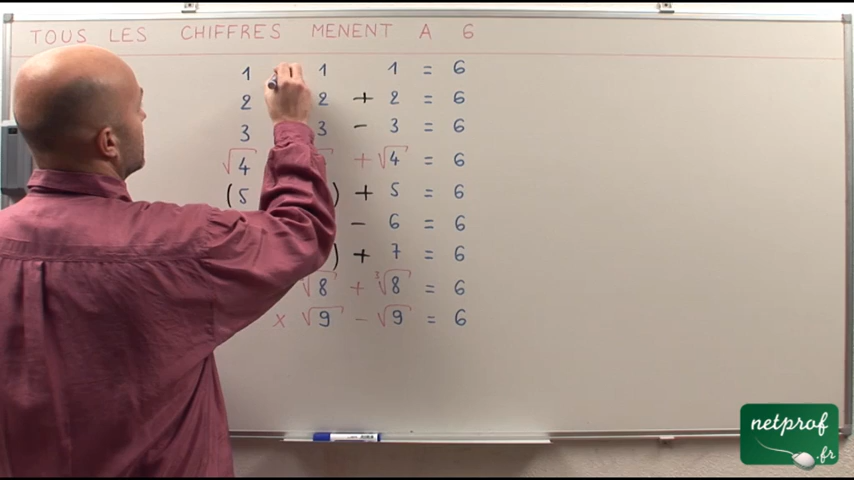 TOUS LES CHIFFRES MENENT A 6
1 1 1 = 6
2 2 + 2 = 6
3 3 - 3 = 6
√4 + √4 = 6
(5 ) + 5 = 6
- 6 = 6
) + 7 = 6
√8 + ³√8 = 6
× √9 - √9 = 6
netprof
.fr